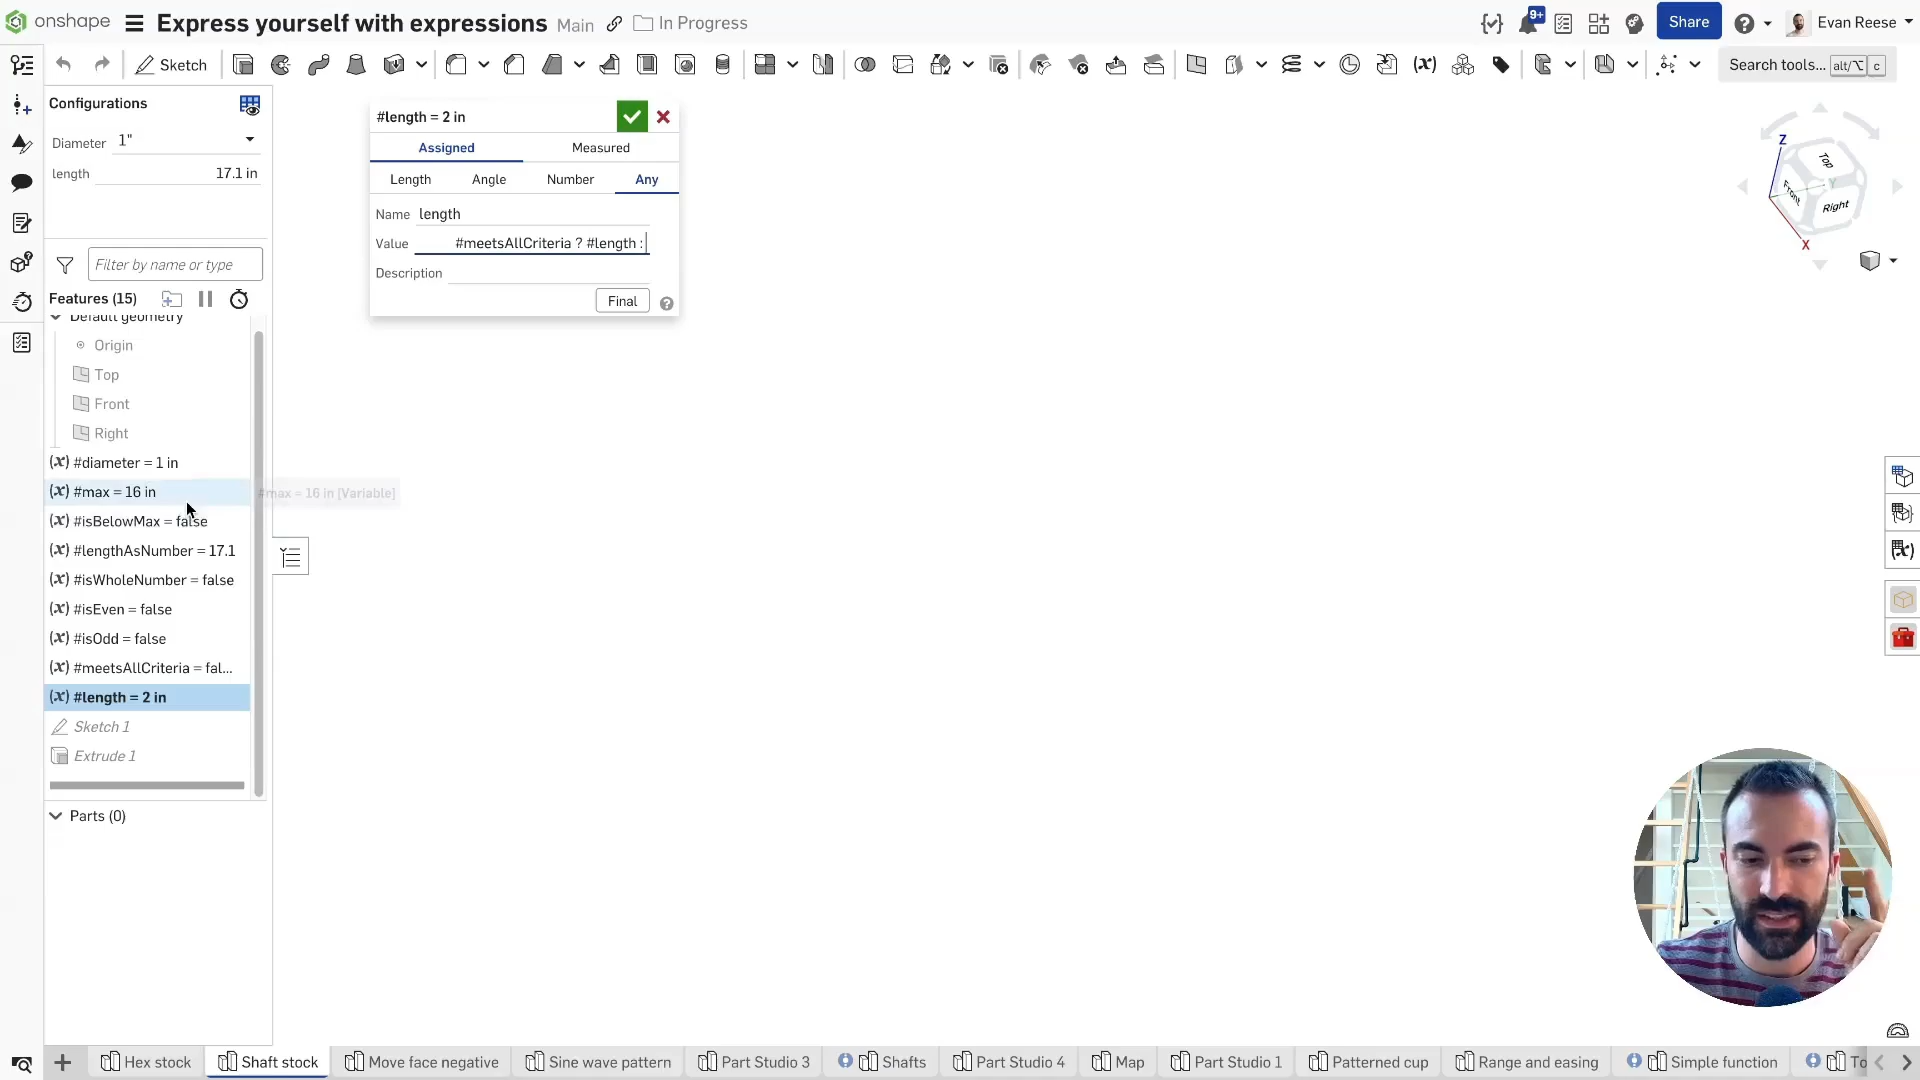 onshape
Express yourself with expressions
Main
In Progress
9+
Share
Evan Reese
Sketch
Search tools...
alt/⌥ c
Configurations
Diameter
1"
length
17.1 in
Filter by name or type
Features (15)
Default geometry
Origin
Top
Front
Right
(x) #diameter = 1 in
(x) #max = 16 in
#max = 16 in [Variable]
(x) #isBelowMax = false
(x) #lengthAsNumber = 17.1
(x) #isWholeNumber = false
(x) #isEven = false
(x) #isOdd = false
(x) #meetsAllCriteria = fal...
(x) #length = 2 in
Sketch 1
Extrude 1
Parts (0)
#length = 2 in
Assigned
Measured
Length
Angle
Number
Any
Name
length
Value
#meetsAllCriteria ? #length :
Description
Final
Z
Top
Front
Y
Right
X
Hex stock
Shaft stock
Move face negative
Sine wave pattern
Part Studio 3
Shafts
Part Studio 4
Map
Part Studio 1
Patterned cup
Range and easing
Simple function
To